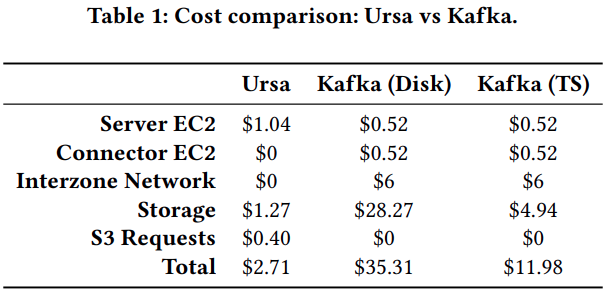 Table 1: Cost comparison: Ursa vs Kafka.
Ursa Kafka (Disk) Kafka (TS)
Server EC2 $1.04 $0.52 $0.52
Connector EC2 $0 $0.52 $0.52
Interzone Network $0 $6 $6
Storage $1.27 $28.27 $4.94
S3 Requests $0.40 $0 $0
Total $2.71 $35.31 $11.98